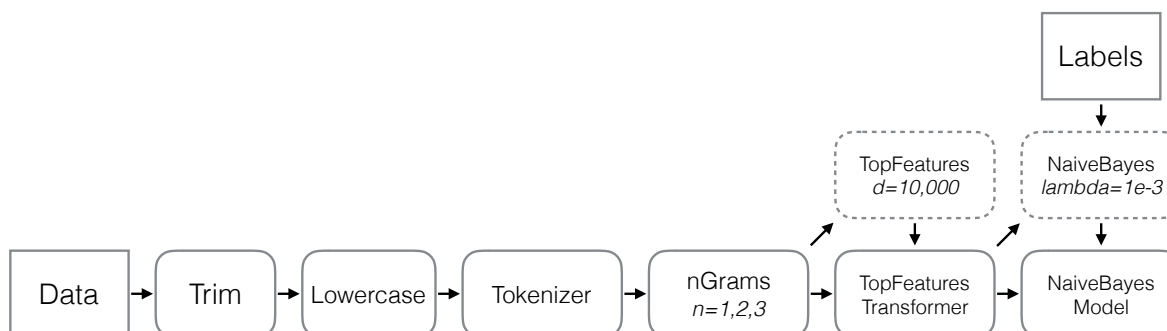 Labels
TopFeatures
d=10,000
NaiveBayes
lambda=1e-3
Data
Trim
Lowercase
Tokenizer
nGrams
n=1,2,3
TopFeatures
Transformer
NaiveBayes
Model